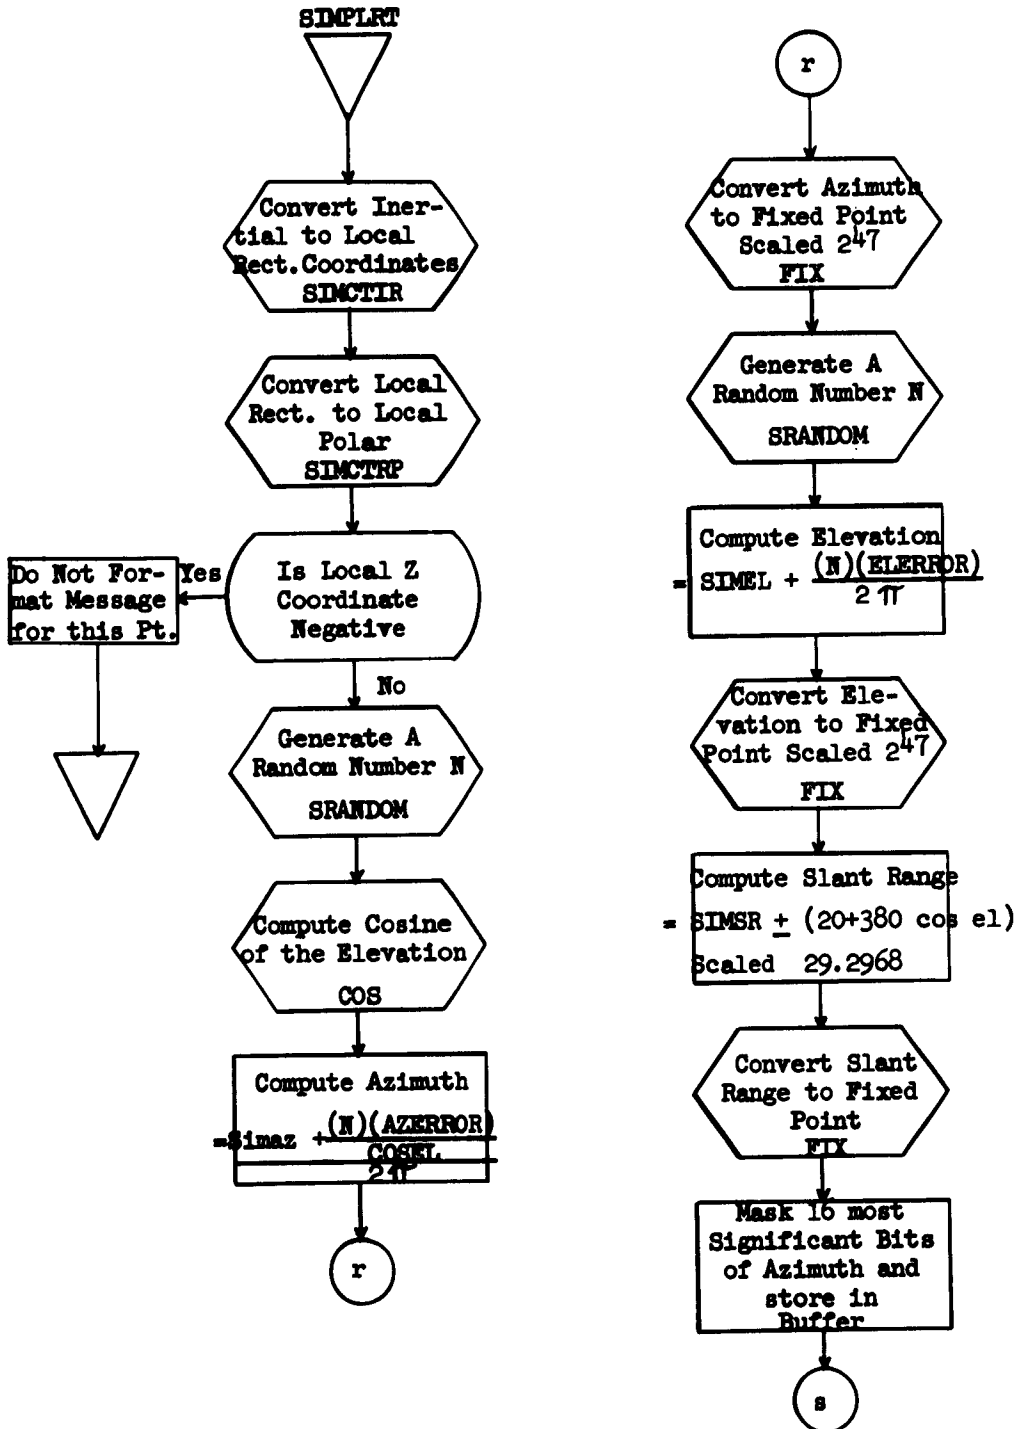 SIMPLRT
Convert Iner-
tial to Local
Rect.Coordinates
SIMCTIR
Convert Local
Rect. to Local
Polar
SIMCTRP
Is Local Z
Coordinate
Negative
Yes
Do Not For-
mat Message
for this Pt.
No
Generate A
Random Number N
SRANDOM
Compute Cosine
of the Elevation
COS
Compute Azimuth
=Simaz + (N)(AZERROR)
COSEL
2π
r
r
Convert Azimuth
to Fixed Point
Scaled 2^47
FIX
Generate A
Random Number N
SRANDOM
Compute Elevation
= SIMEL + (N)(ELERROR)
2 π
Convert Ele-
vation to Fixed
Point Scaled 2^47
FIX
Compute Slant Range
= SIMSR ± (20+380 cos el)
Scaled 29.2968
Convert Slant
Range to Fixed
Point
FIX
Mask 16 most
Significant Bits
of Azimuth and
store in
Buffer
s